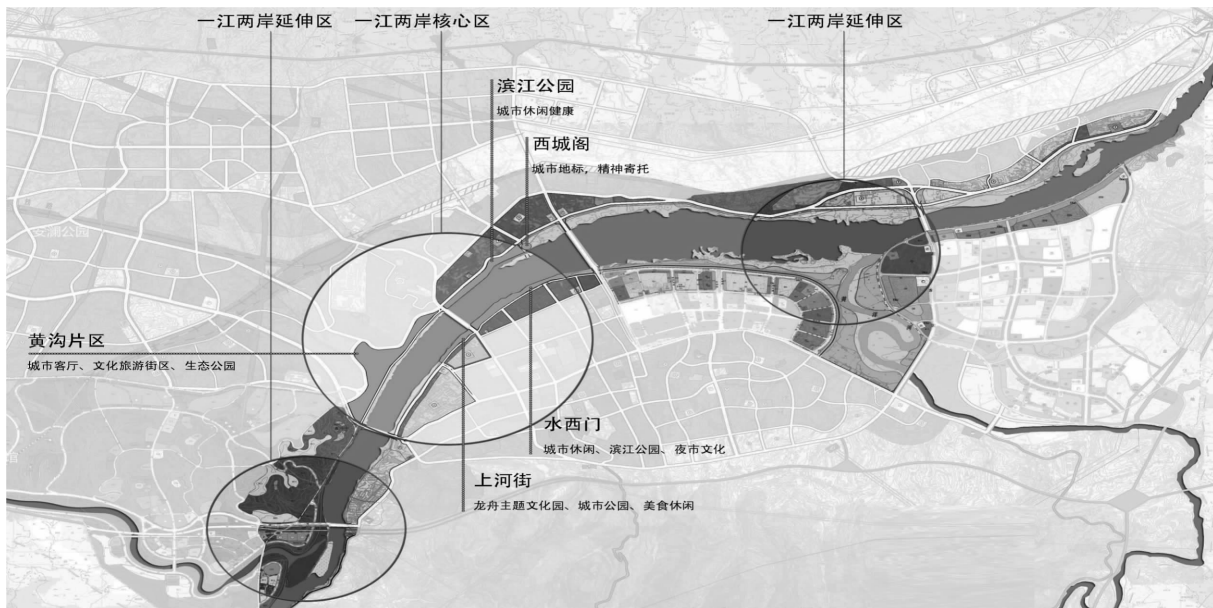 一江两岸延伸区
一江两岸核心区
一江两岸延伸区
滨江公园
城市休闲健康
西城阁
城市地标，精神寄托
安澜公园
黄沟片区
城市客厅、文化旅游街区、生态公园
水西门
城市休闲、滨江公园、夜市文化
上河街
龙舟主题文化园、城市公园、美食休闲